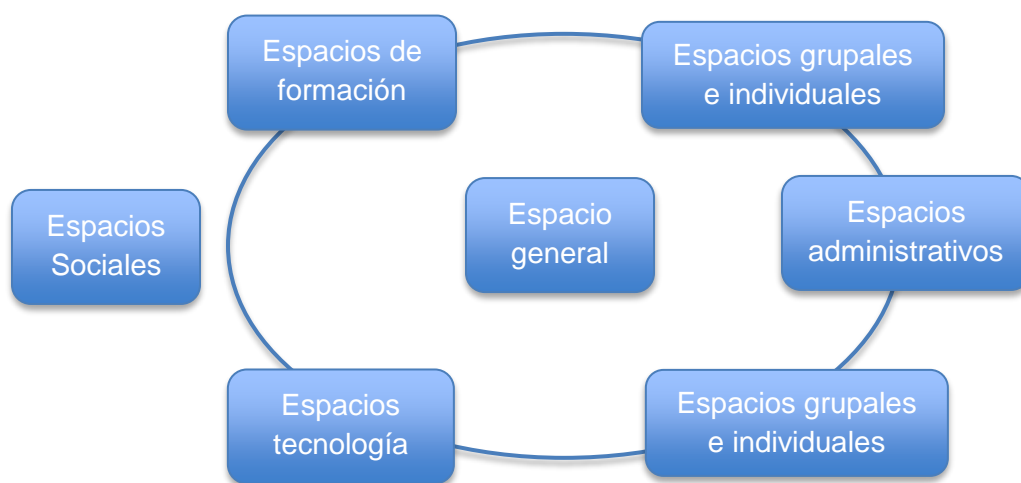 Espacios de
formación
Espacios grupales
e individuales
Espacios
Sociales
Espacio
general
Espacios
administrativos
Espacios
tecnología
Espacios grupales
e individuales